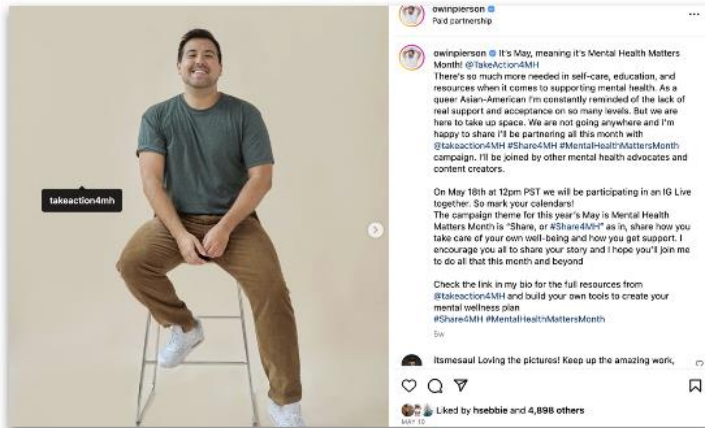 owinpierson
Paid partnership
owinpierson It's May, meaning it's Mental Health Matters
Month! @TakeAction4MH
There's so much more needed in self-care, education, and
resources when it comes to supporting mental health. As a
queer Asian-American I'm constantly reminded of the lack of
real support and acceptance on so many levels. But we are
here to take up space. We are not going anywhere and I'm
happy to share I'll be partnering all this month with
@takeaction4MH #Share4MH #MentalHealthMattersMonth
campaign. I'll be joined by other mental health advocates and
content creators.
On May 18th at 12pm PST we will be participating in an IG Live
together. So mark your calendars!
The campaign theme for this year's May is Mental Health
Matters Month is "Share, or #Share4MH" as in, share how you
take care of your own well-being and how you get support. I
encourage you all to share your story and I hope you'll join me
to do all that this month and beyond
Check the link in my bio for the full resources from
@takeaction4MH and build your own tools to create your
mental wellness plan
#Share4MH #MentalHealthMattersMonth
5w
itsmesaul Loving the pictures! Keep up the amazing work,
Liked by hsebbie and 4,898 others
MAY 10
takeaction4mh